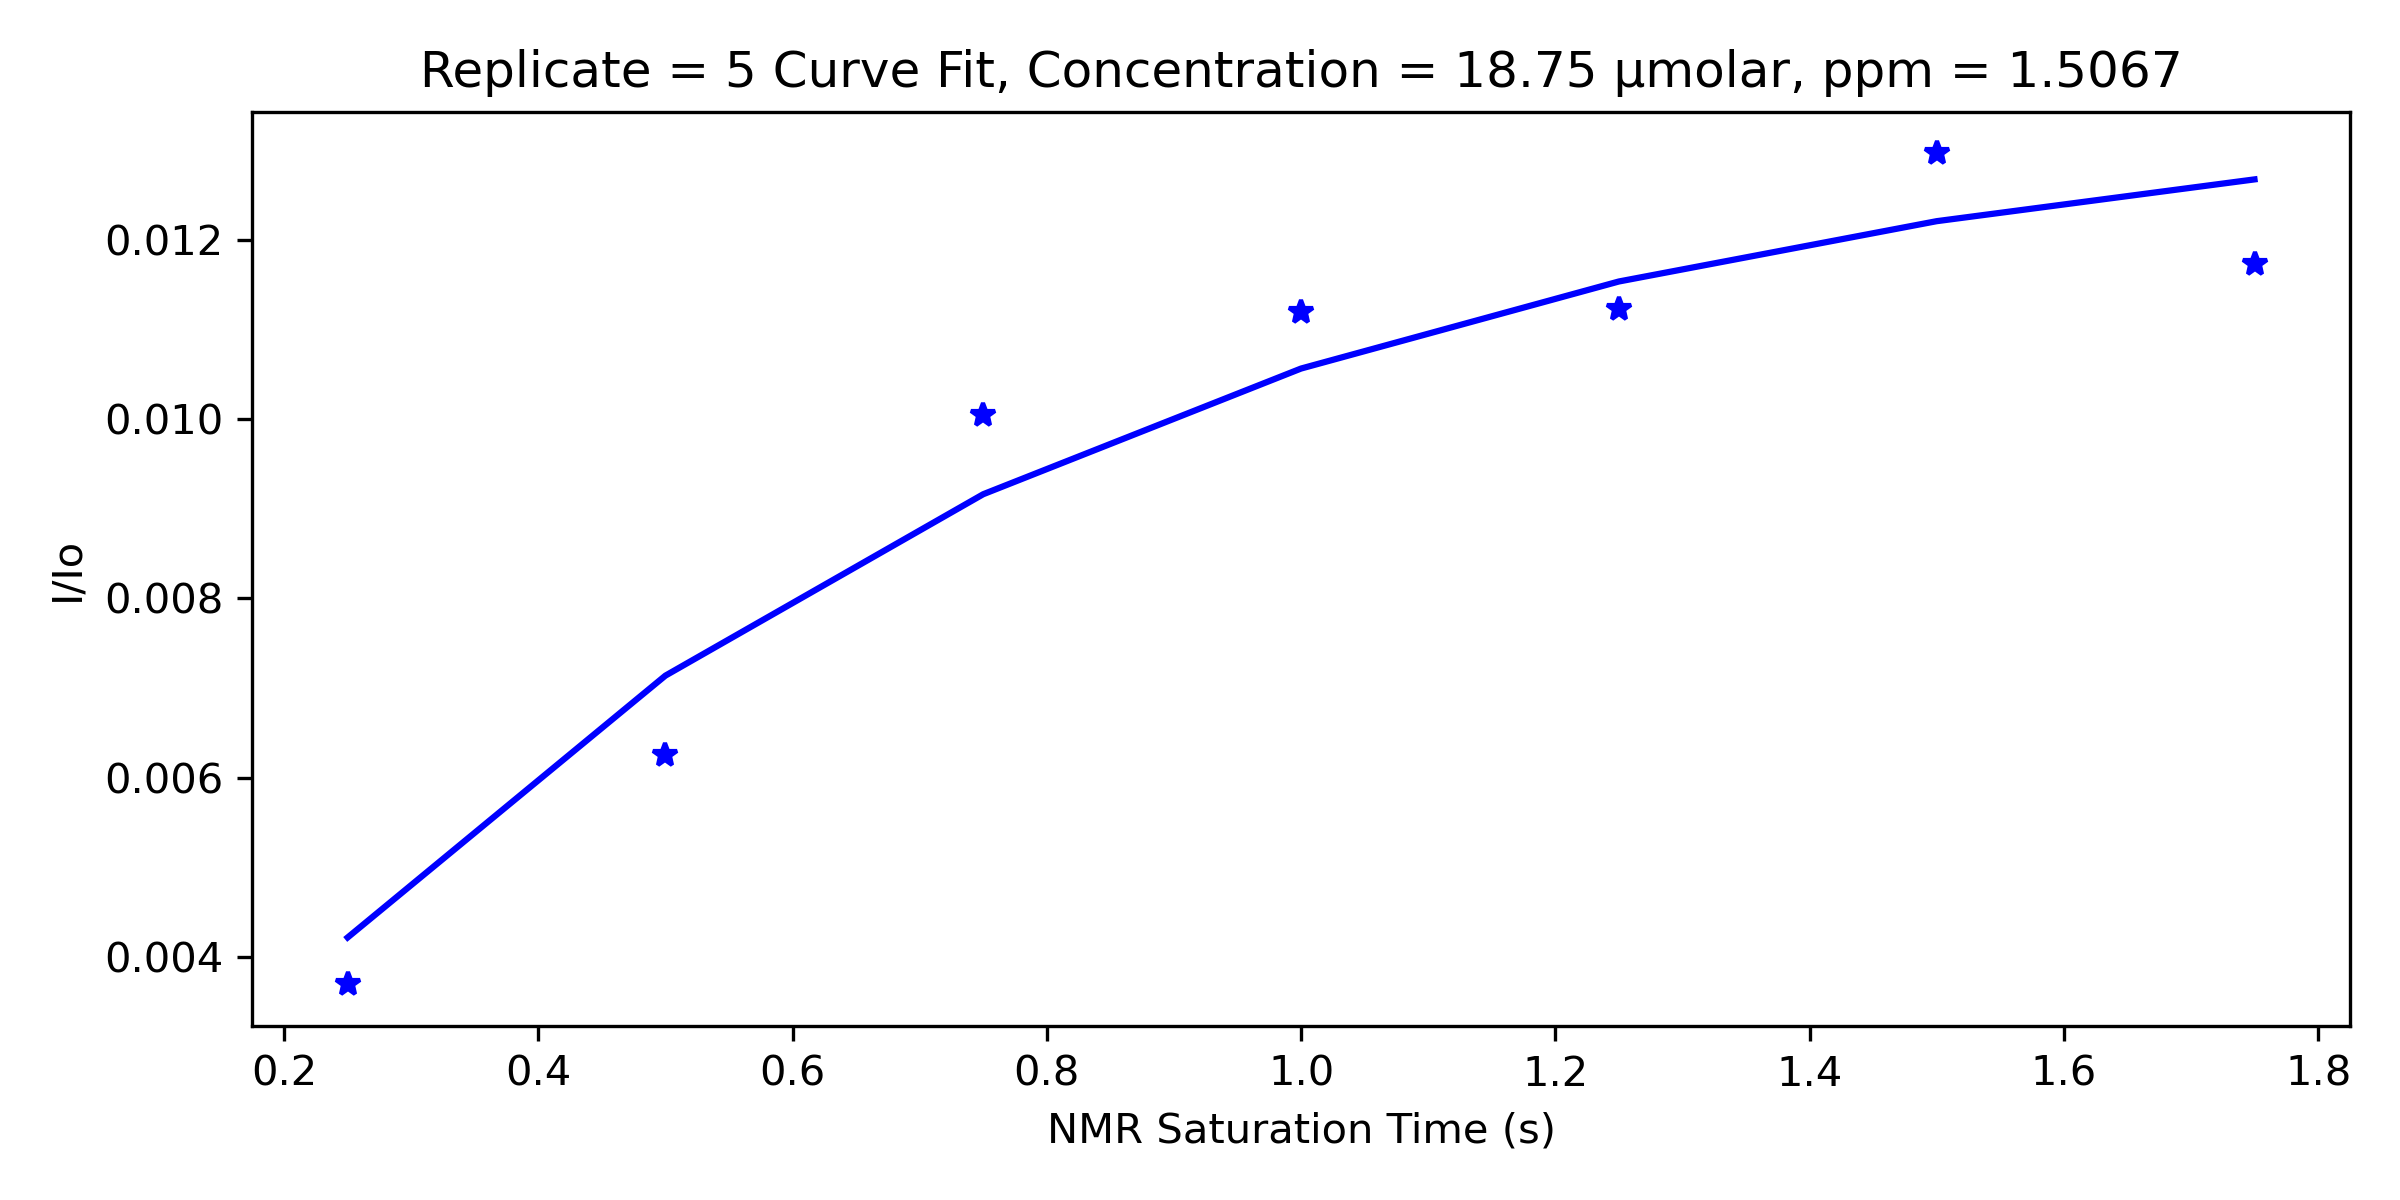 Replicate = 5 Curve Fit, Concentration = 18.75 µmolar, ppm = 1.5067
0.012
0.010
0.008
0.006
0.004
I/Io
0.2 0.4 0.6 0.8 1.0 1.2 1.4 1.6 1.8
NMR Saturation Time (s)